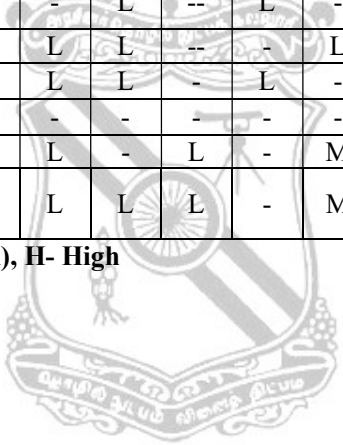 - L -- L -
L L -- - L
L L - L -
- - - - -
L - L - M
L L L - M
), H- High